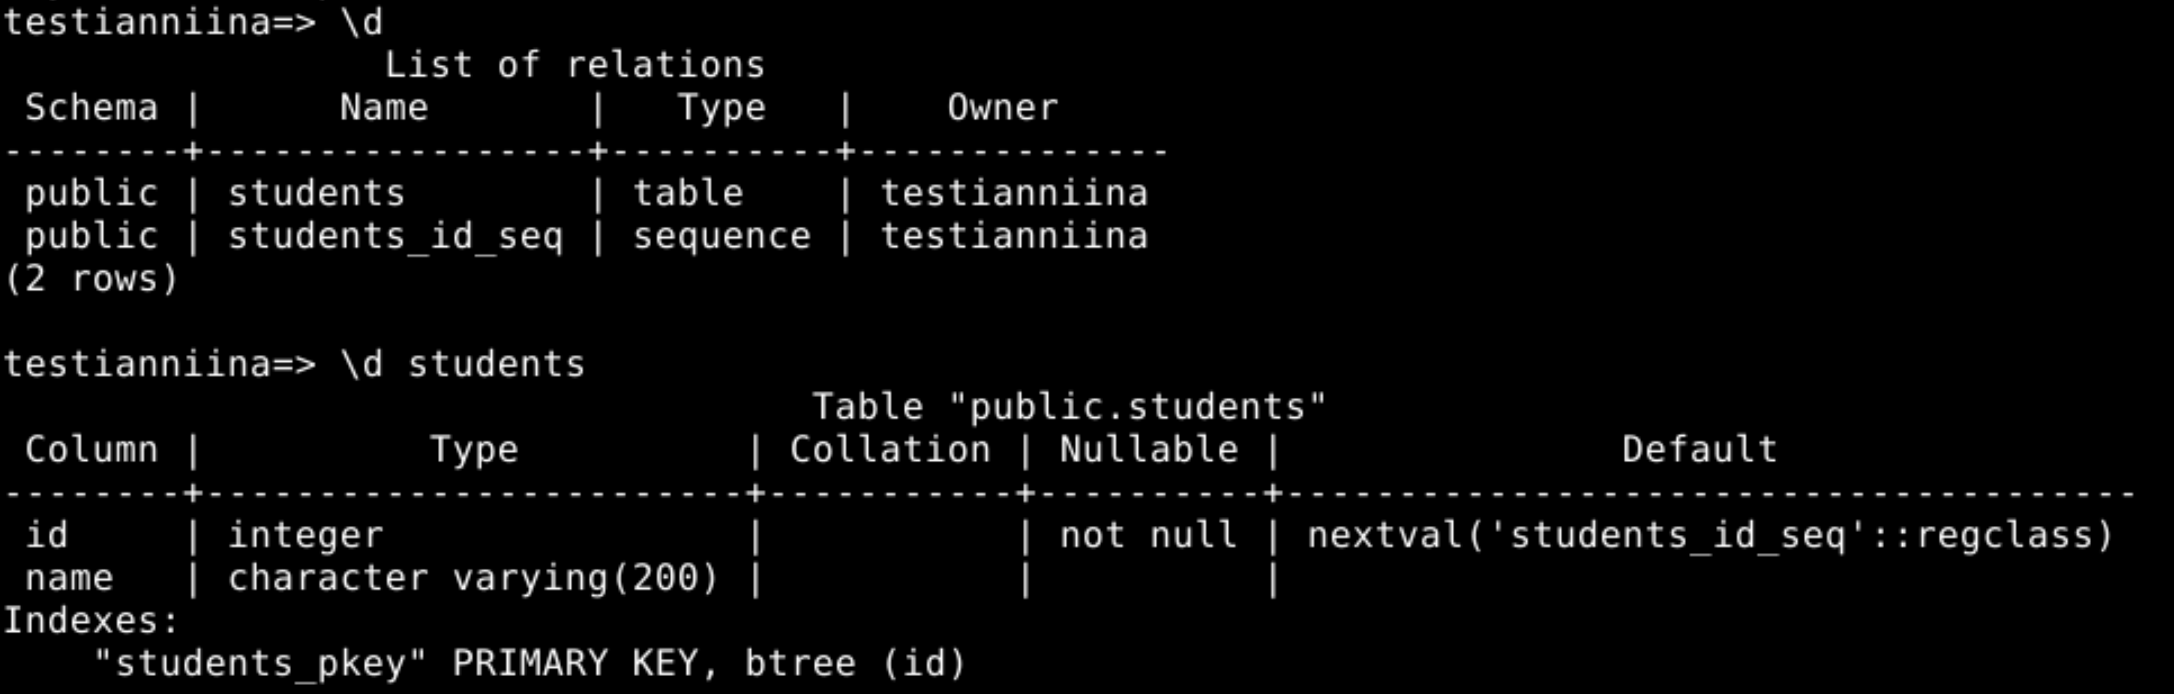 testianniina=> \d
               List of relations
 Schema |      Name       |   Type   |    Owner
--------+-----------------+----------+--------------
 public | students        | table    | testianniina
 public | students_id_seq | sequence | testianniina
(2 rows)

testianniina=> \d students
                                    Table "public.students"
 Column |          Type          | Collation | Nullable |               Default
--------+------------------------+-----------+----------+--------------------------------------
 id     | integer                |           | not null | nextval('students_id_seq'::regclass)
 name   | character varying(200) |           |          |
Indexes:
    "students_pkey" PRIMARY KEY, btree (id)